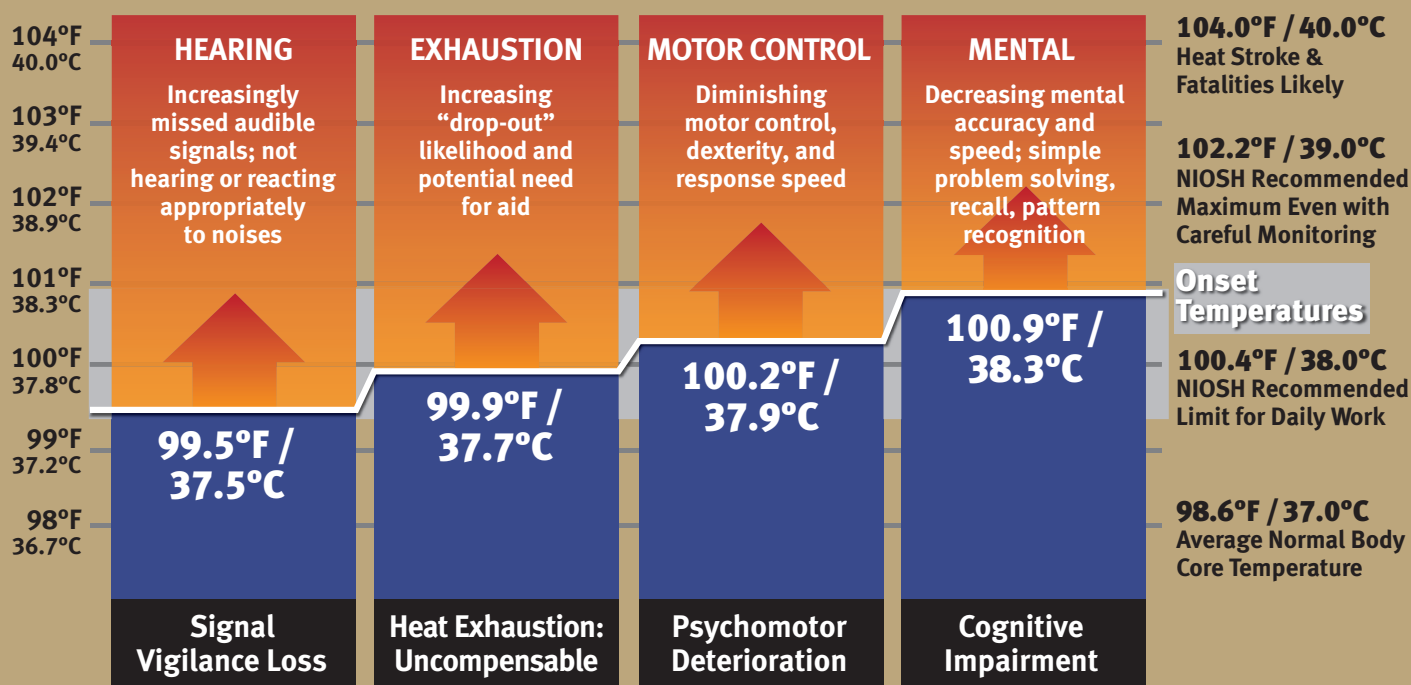 104°F
40.0°C
103°F
39.4°C
102°F
38.9°C
101°F
38.3°C
100°F
37.8°C
99°F
37.2°C
98°F
36.7°C
HEARING
Increasingly
missed audible
signals; not
hearing or reacting
appropriately
to noises
99.5°F /
37.5°C
Signal
Vigilance Loss
EXHAUSTION
Increasing
“drop-out”
likelihood and
potential need
for aid
99.9°F /
37.7°C
Heat Exhaustion:
Uncompensable
MOTOR CONTROL
Diminishing
motor control,
dexterity, and
response speed
100.2°F /
37.9°C
Psychomotor
Deterioration
MENTAL
Decreasing mental
accuracy and
speed; simple
problem solving,
recall, pattern
recognition
100.9°F /
38.3°C
Cognitive
Impairment
104.0°F / 40.0°C
Heat Stroke &
Fatalities Likely
102.2°F / 39.0°C
NIOSH Recommended
Maximum Even with
Careful Monitoring
Onset
Temperatures
100.4°F / 38.0°C
NIOSH Recommended
Limit for Daily Work
98.6°F / 37.0°C
Average Normal Body
Core Temperature